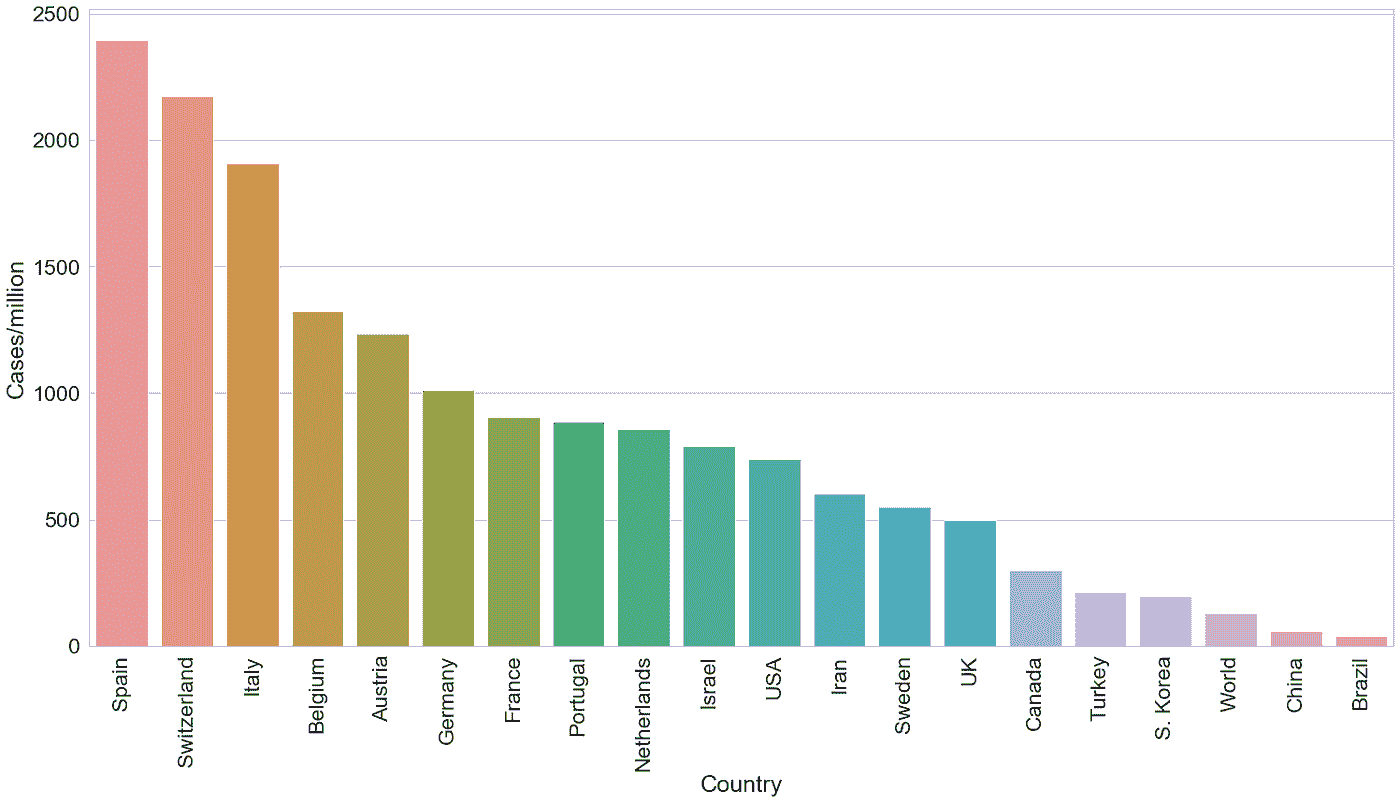 2500
2000
1500
1000
500
0
Cases/million
Spain
Switzerland
Italy
Belgium
Austria
Germany
France
Portugal
Netherlands
Israel
USA
Iran
Sweden
UK
Canada
Turkey
S. Korea
World
China
Brazil
Country